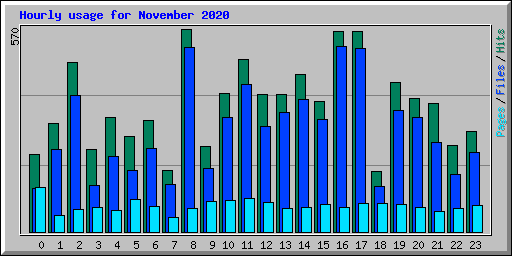 Hourly usage for November 2020
570
Pages/Files/Hits
0 1 2 3 4 5 6 7 8 9 10 11 12 13 14 15 16 17 18 19 20 21 22 23